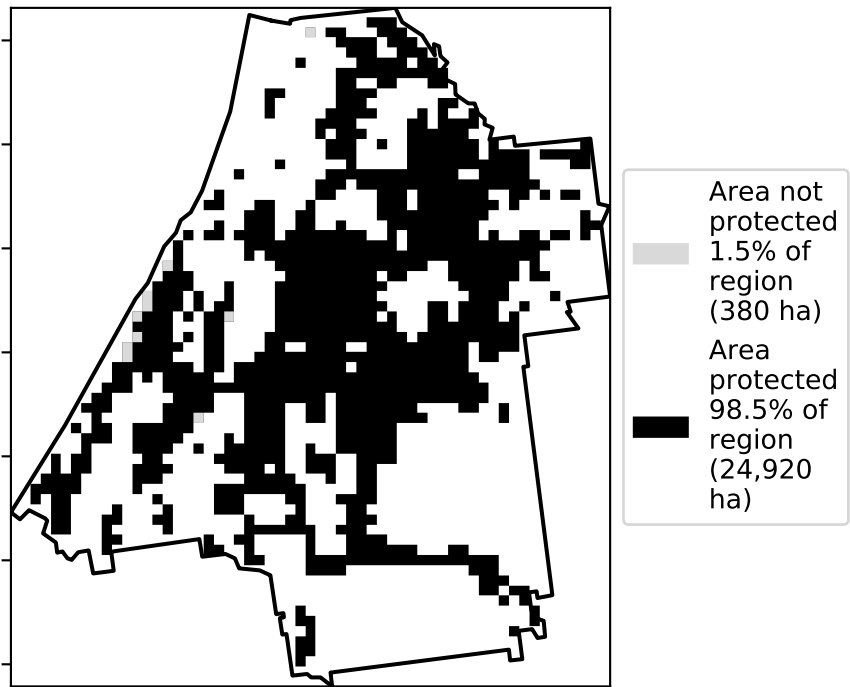 Area not
protected
1.5% of
region
(380 ha)
Area
protected
98.5% of
region
(24,920
ha)